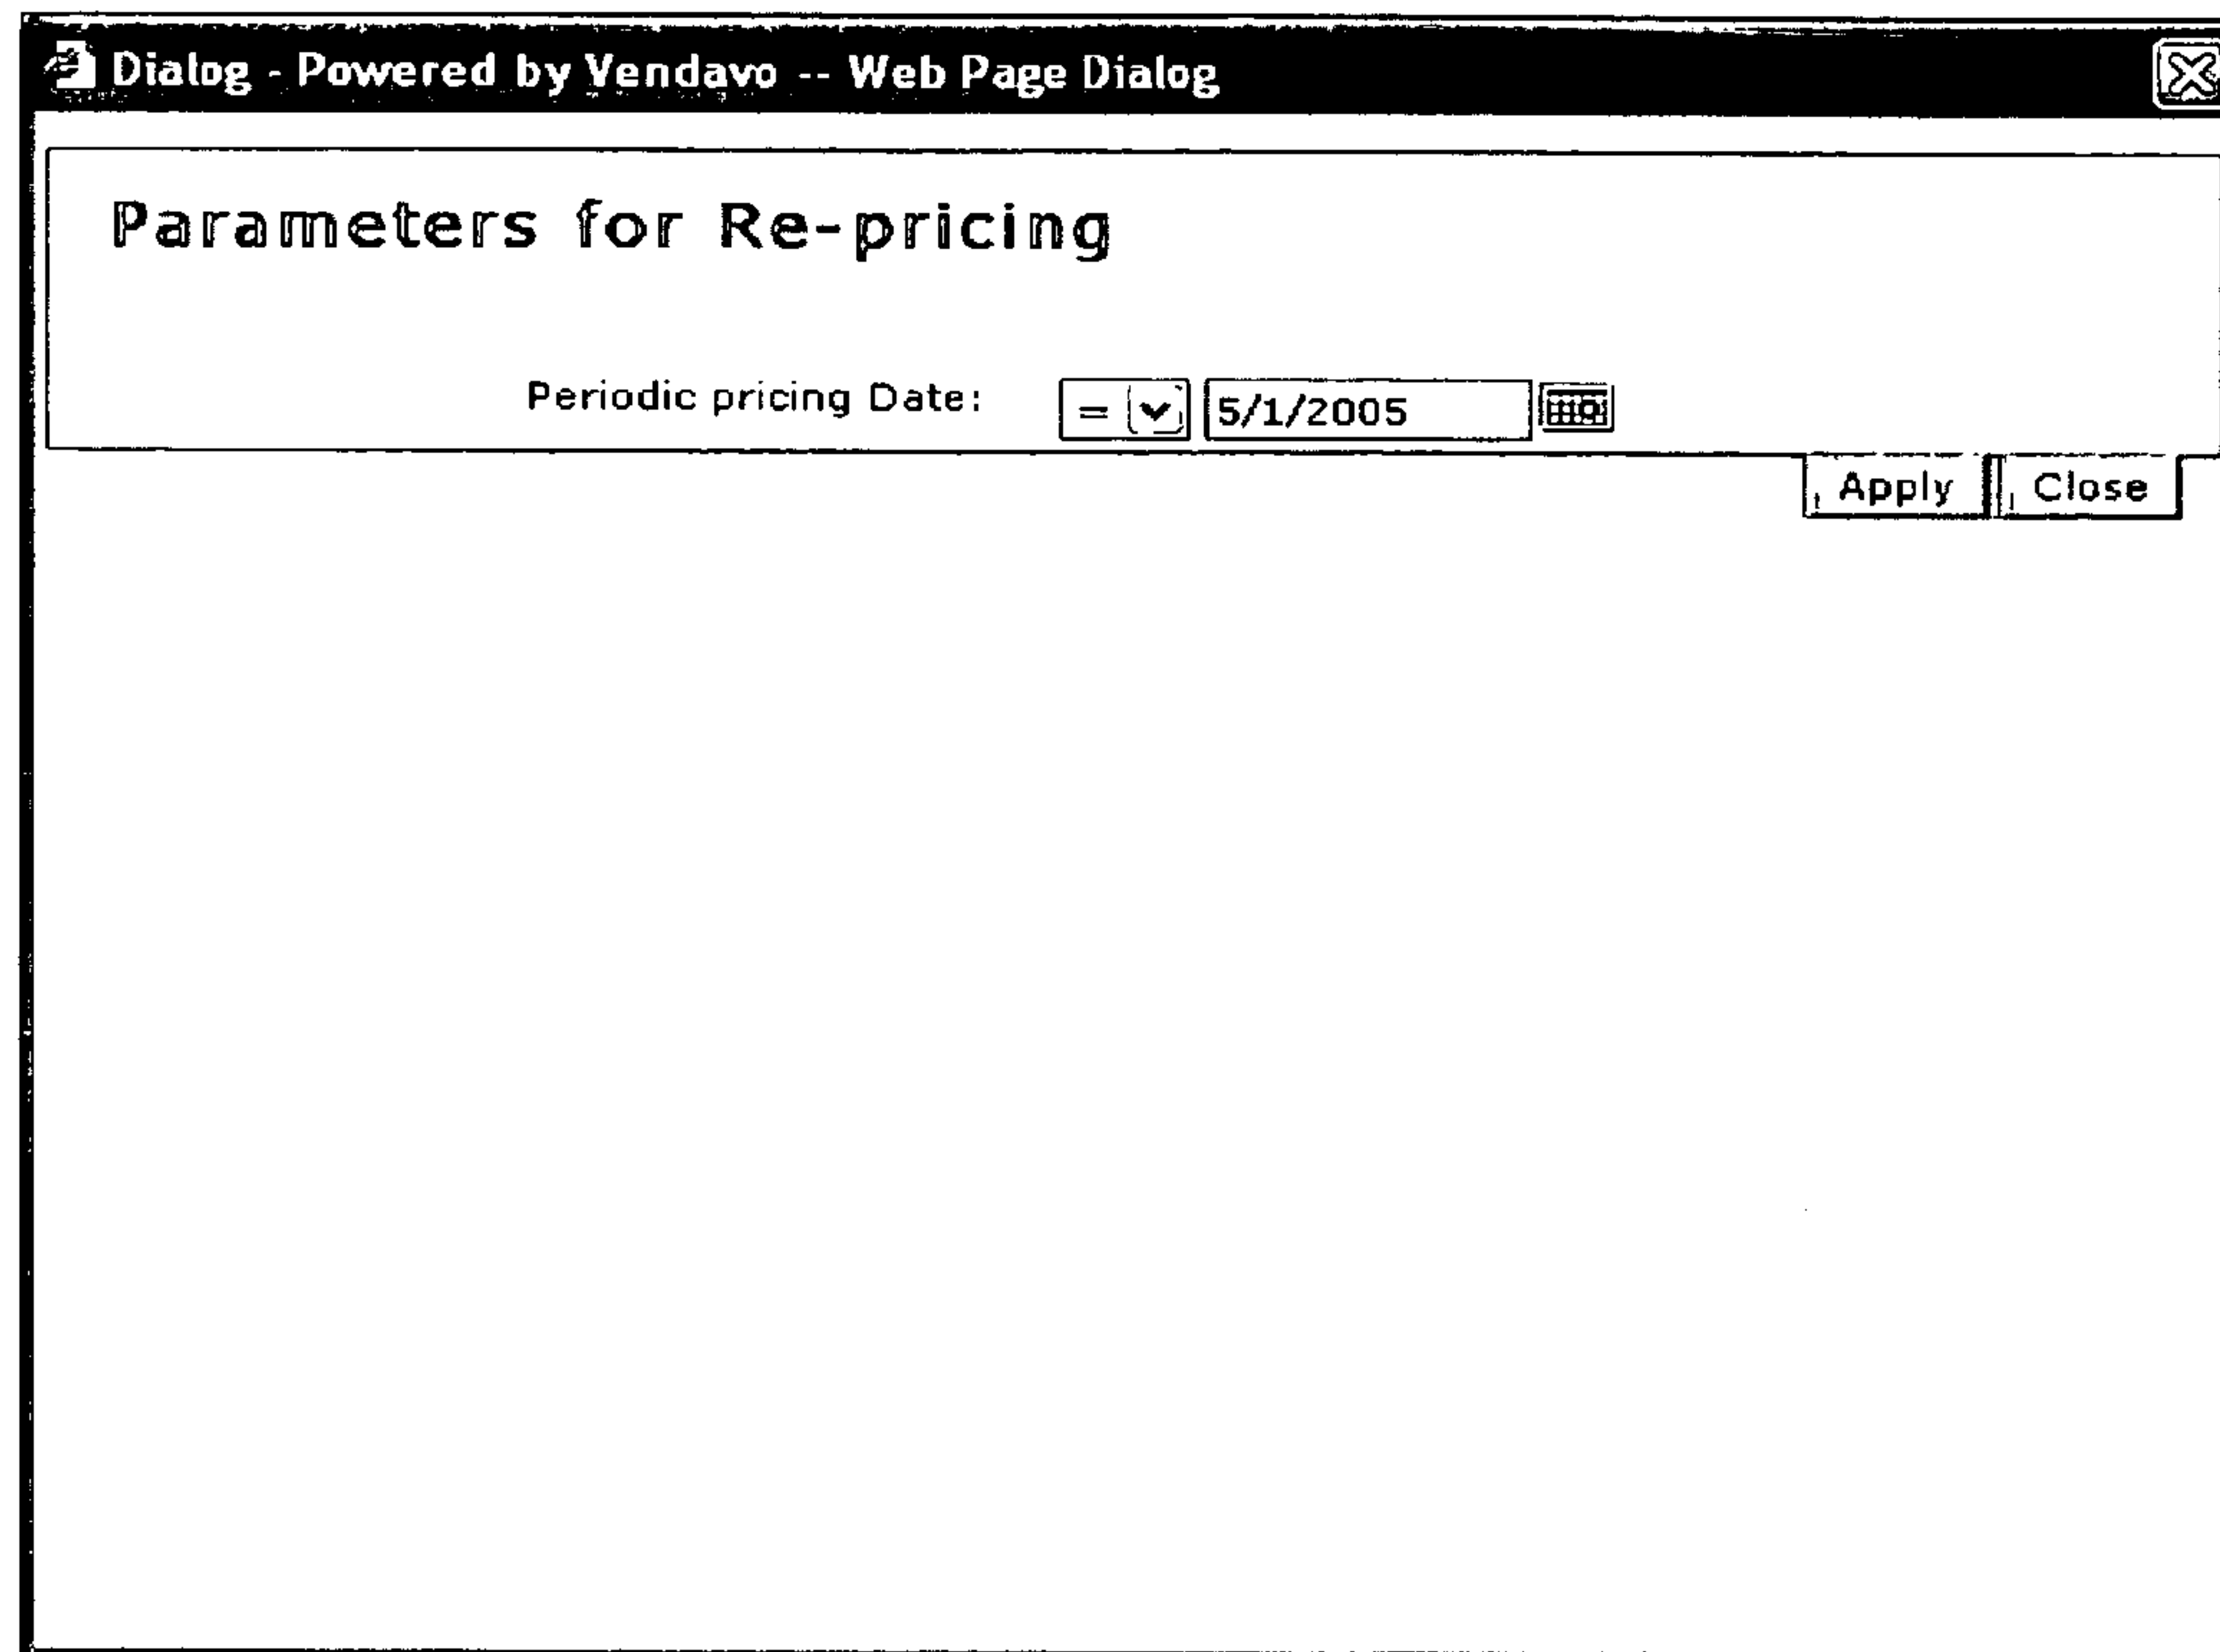 Dialog - Powered by Vendavo -- Web Page Dialog
Parameters for Re-pricing
Periodic pricing Date: = 5/1/2005
Apply Close